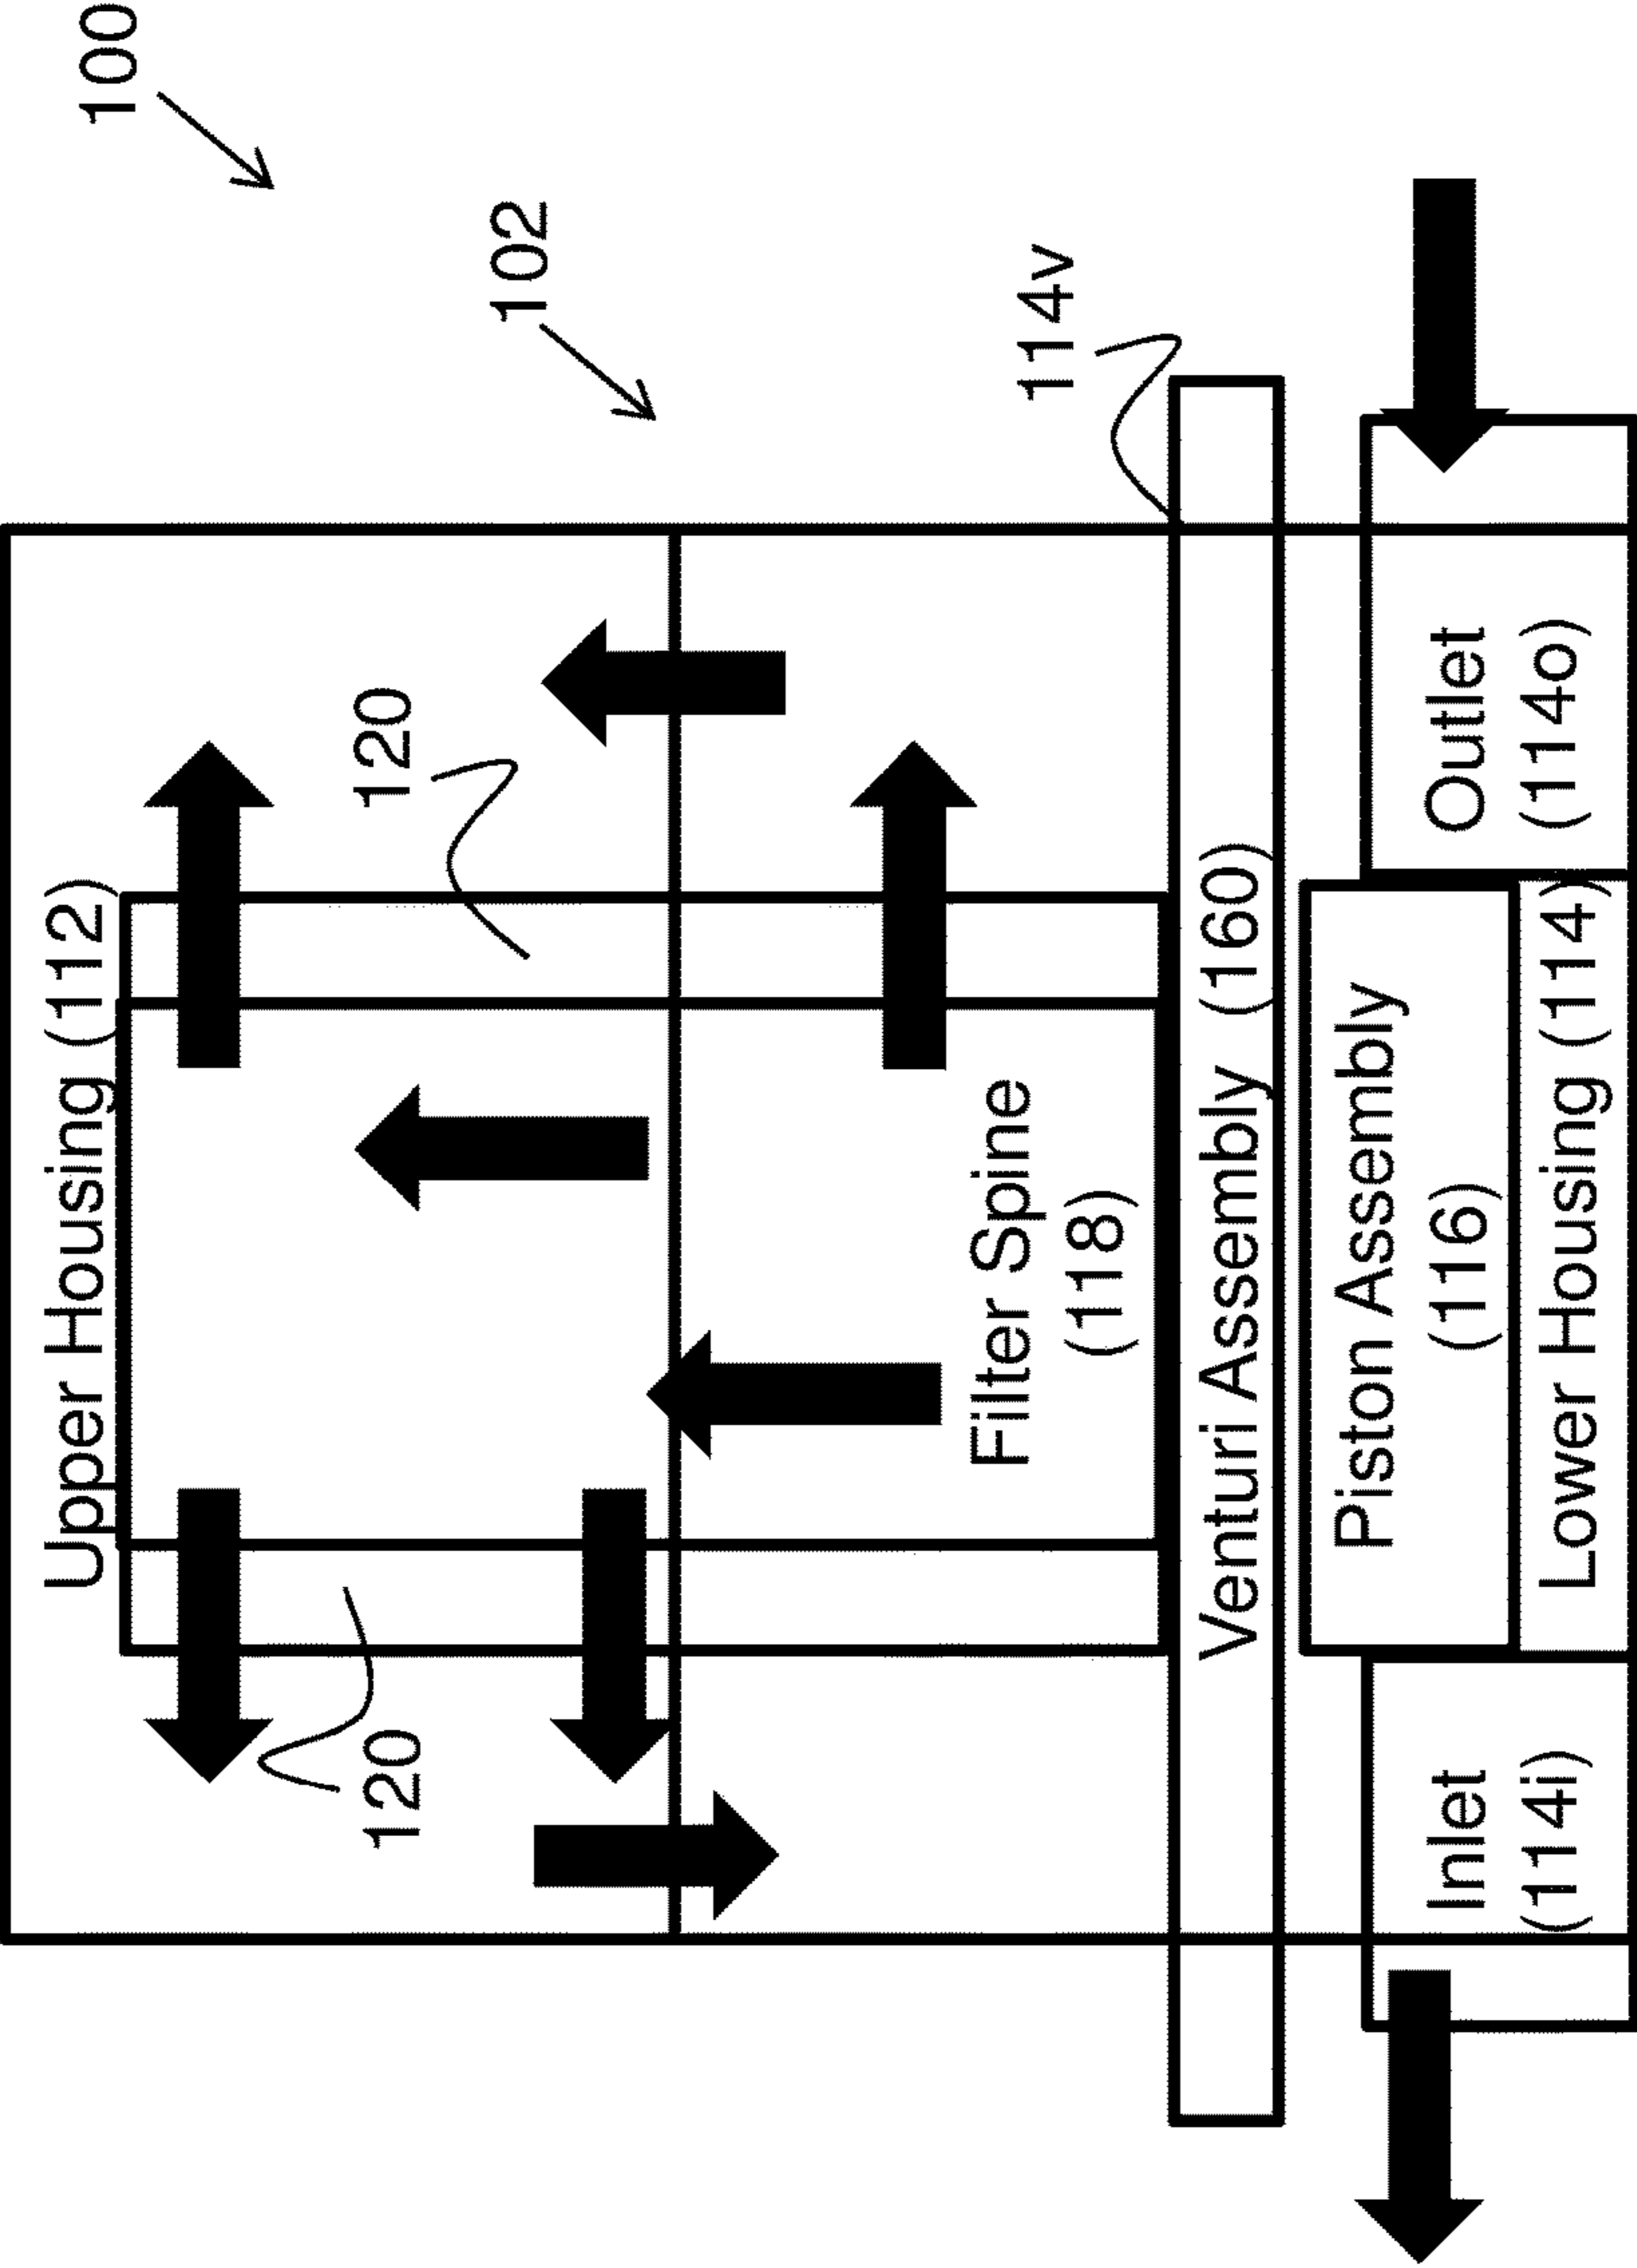 100
102
Upper Housing (112)
120
120
114v
Filter Spine
(118)
Venturi Assembly (160)
Piston Assembly
(116)
Inlet
(114i)
Outlet
(114o)
Lower Housing (114)